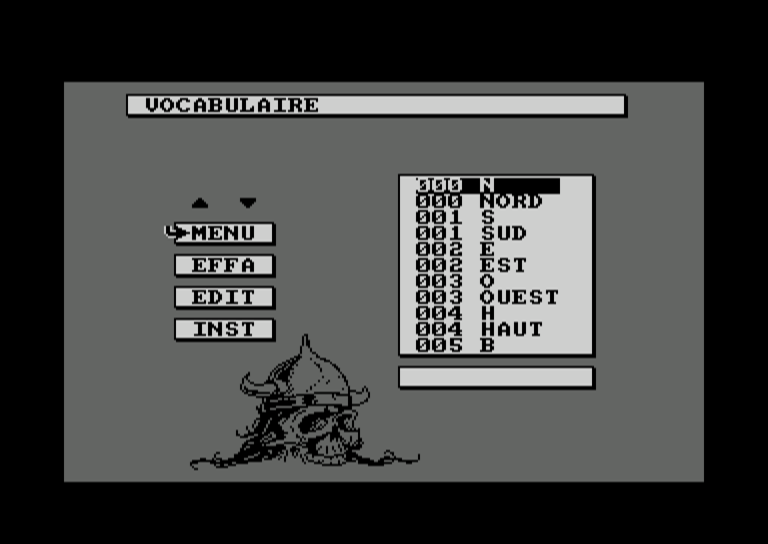 VOCABULAIRE
MENU
EFFA
EDIT
INST
000 N
000 NORD
001 S
001 SUD
002 E
002 EST
003 O
003 OUEST
004 H
004 HAUT
005 B